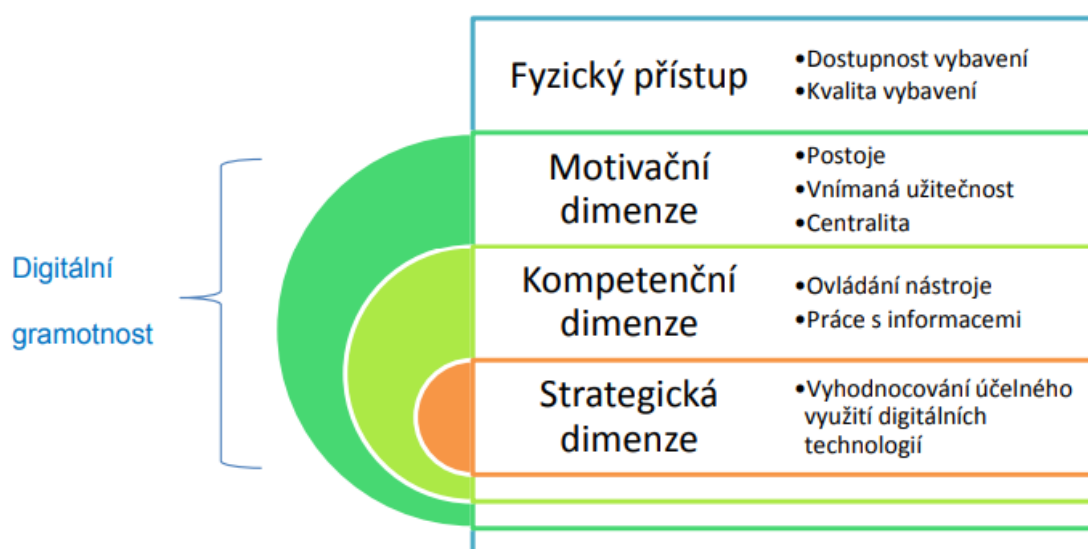 Fyzický přístup
•Dostupnost vybavení
•Kvalita vybavení
Motivační
dimenze
•Postoje
•Vnímaná užitečnost
•Centralita
Digitální
gramotnost
Kompetenční
dimenze
•Ovládání nástroje
•Práce s informacemi
Strategická
dimenze
•Vyhodnocování účelného
využití digitálních
technologií